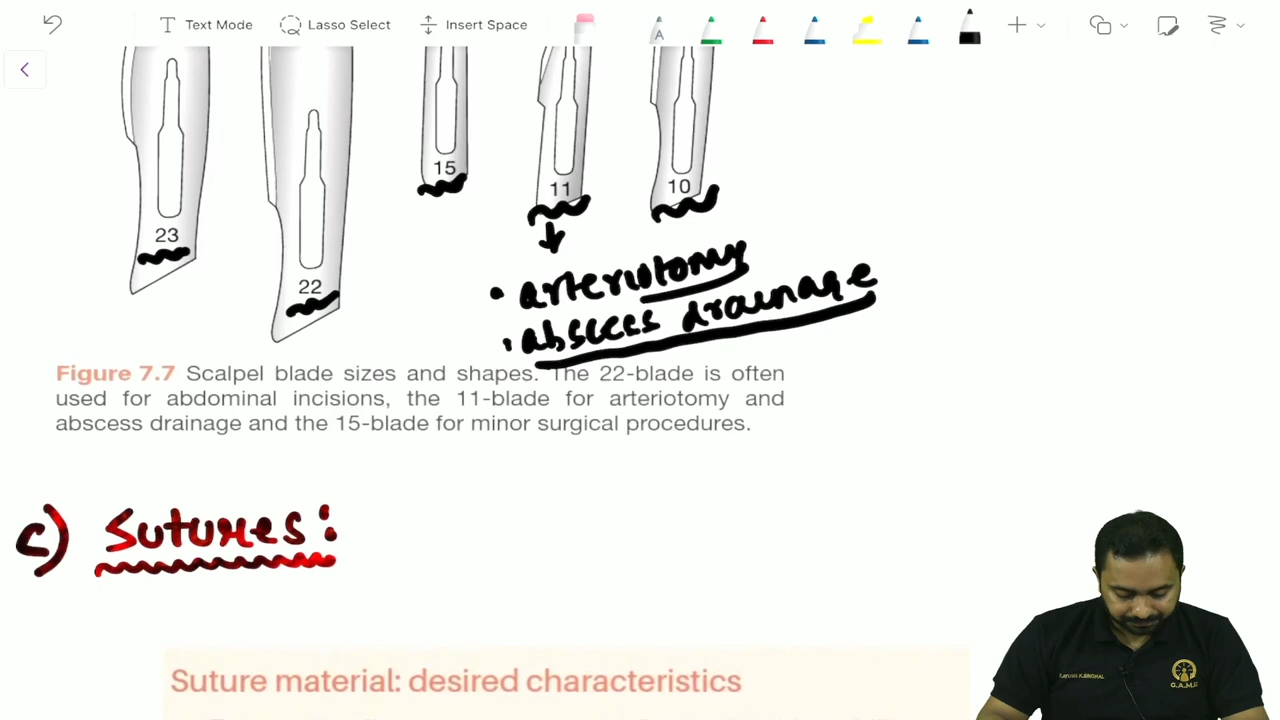 Text Mode
Lasso Select
Insert Space
A
15
11
10
23
22
• arteriotomy
• abscess drainage
Figure 7.7 Scalpel blade sizes and shapes. The 22-blade is often
used for abdominal incisions, the 11-blade for arteriotomy and
abscess drainage and the 15-blade for minor surgical procedures.
c) Sutures:
Suture material: desired characteristics
G.A.M.S